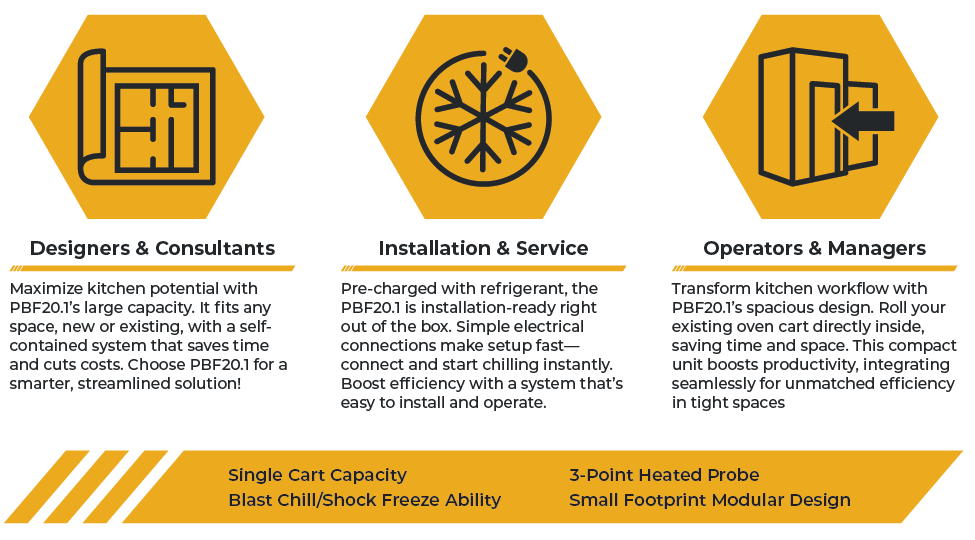 Designers & Consultants
Maximize kitchen potential with
PBF20.1's large capacity. It fits any
space, new or existing, with a self-
contained system that saves time
and cuts costs. Choose PBF20.1 for a
smarter, streamlined solution!
Installation & Service
Pre-charged with refrigerant, the
PBF20.1 is installation-ready right
out of the box. Simple electrical
connections make setup fast—
connect and start chilling instantly.
Boost efficiency with a system that's
easy to install and operate.
Operators & Managers
Transform kitchen workflow with
PBF20.1's spacious design. Roll your
existing oven cart directly inside,
saving time and space. This compact
unit boosts productivity, integrating
seamlessly for unmatched efficiency
in tight spaces
Single Cart Capacity
Blast Chill/Shock Freeze Ability
3-Point Heated Probe
Small Footprint Modular Design